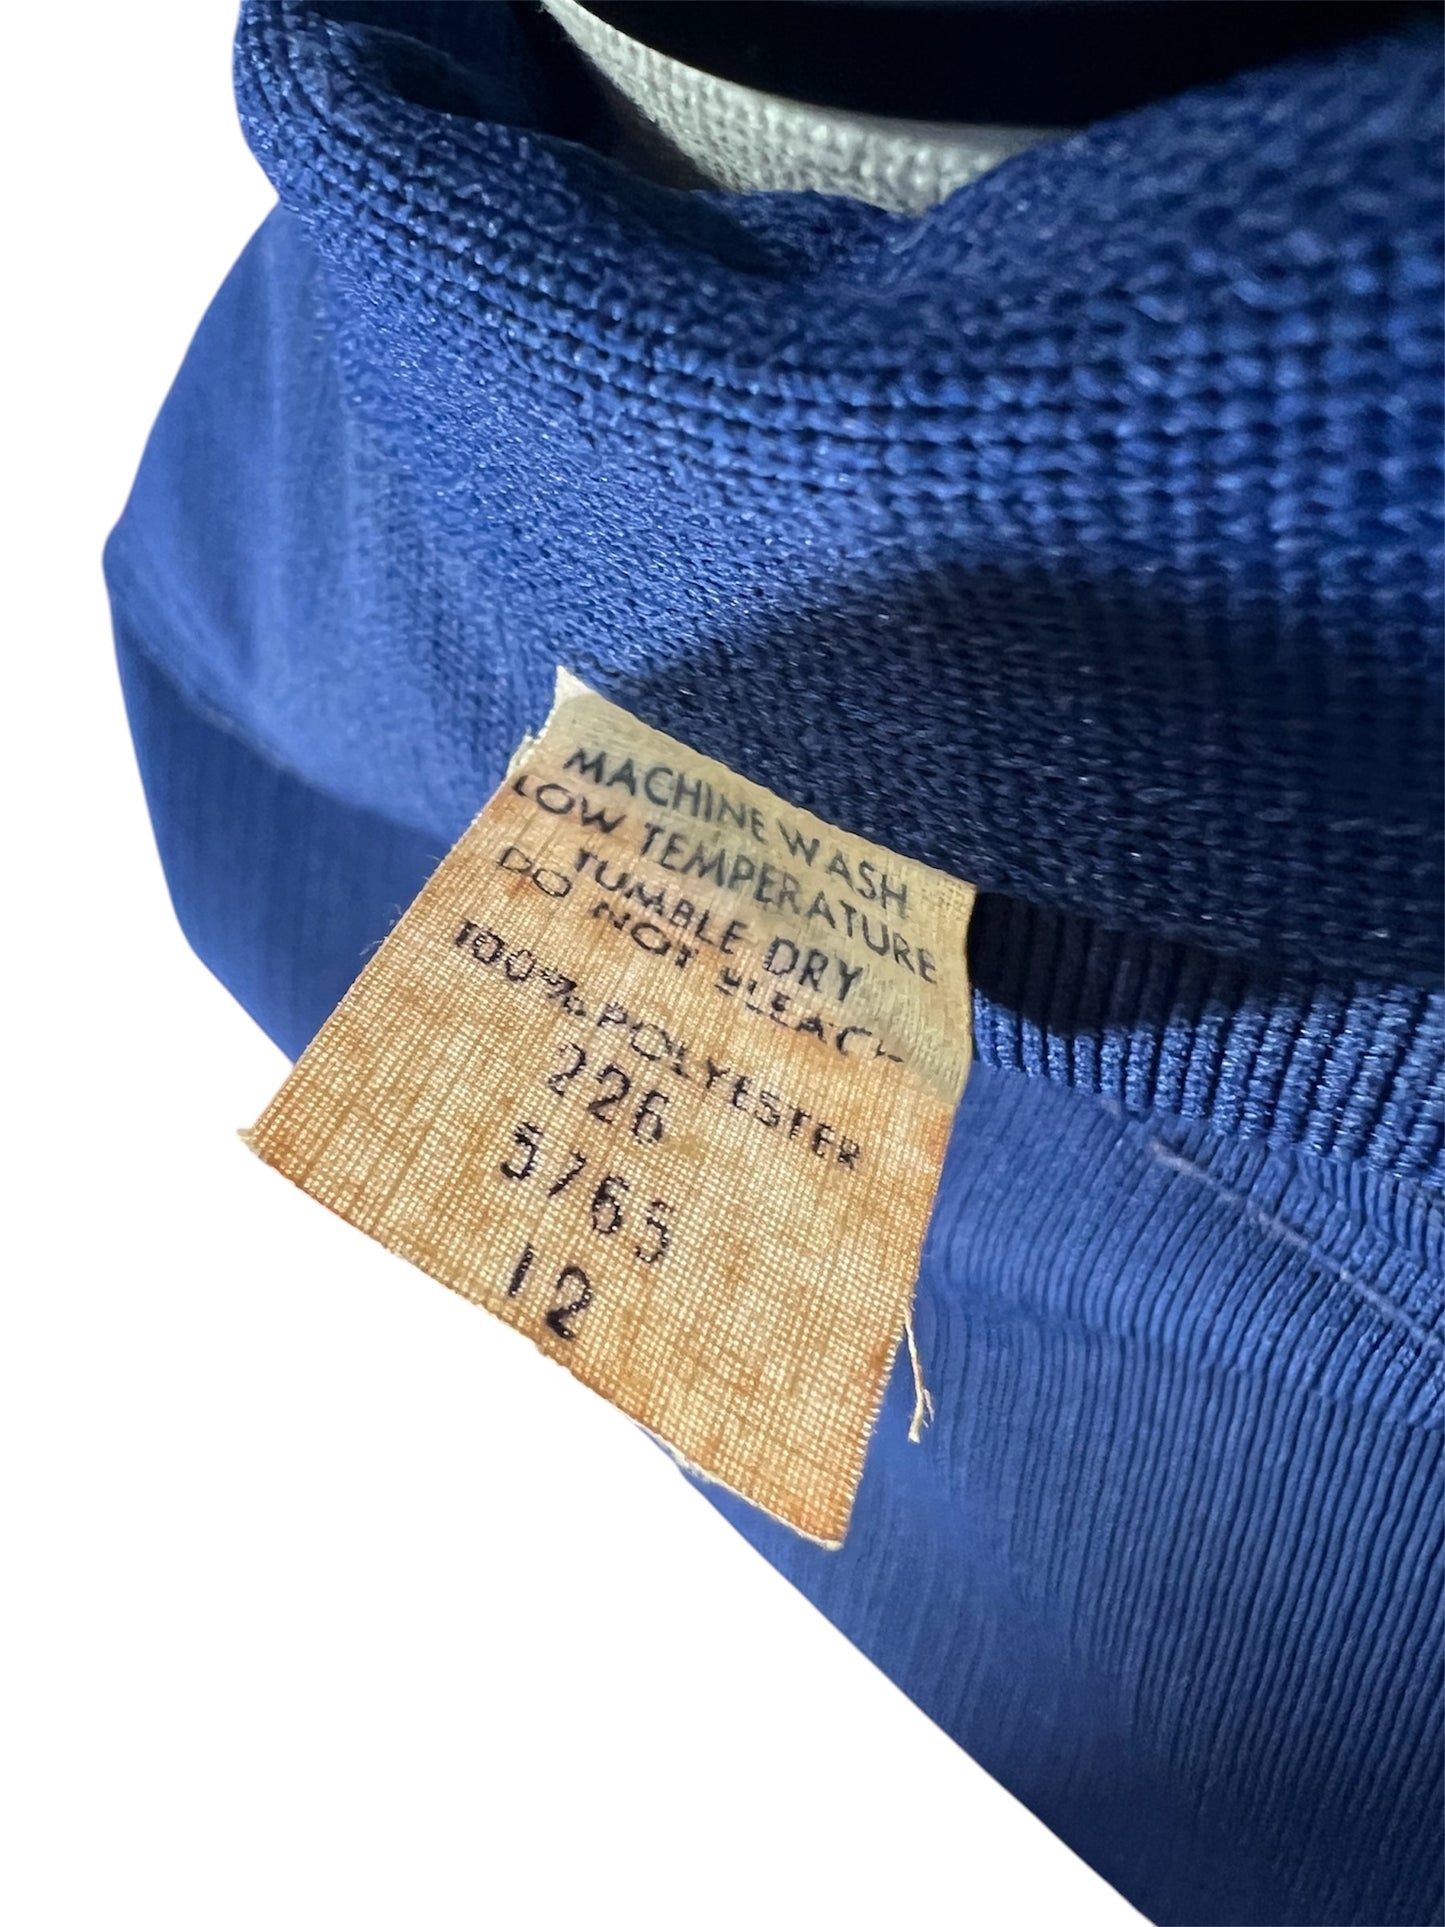 MACHINE WASH
LOW TEMPERATURE
TUMBLE DRY
DO NOT BLEACH
100% POLYESTER
226
5765
12